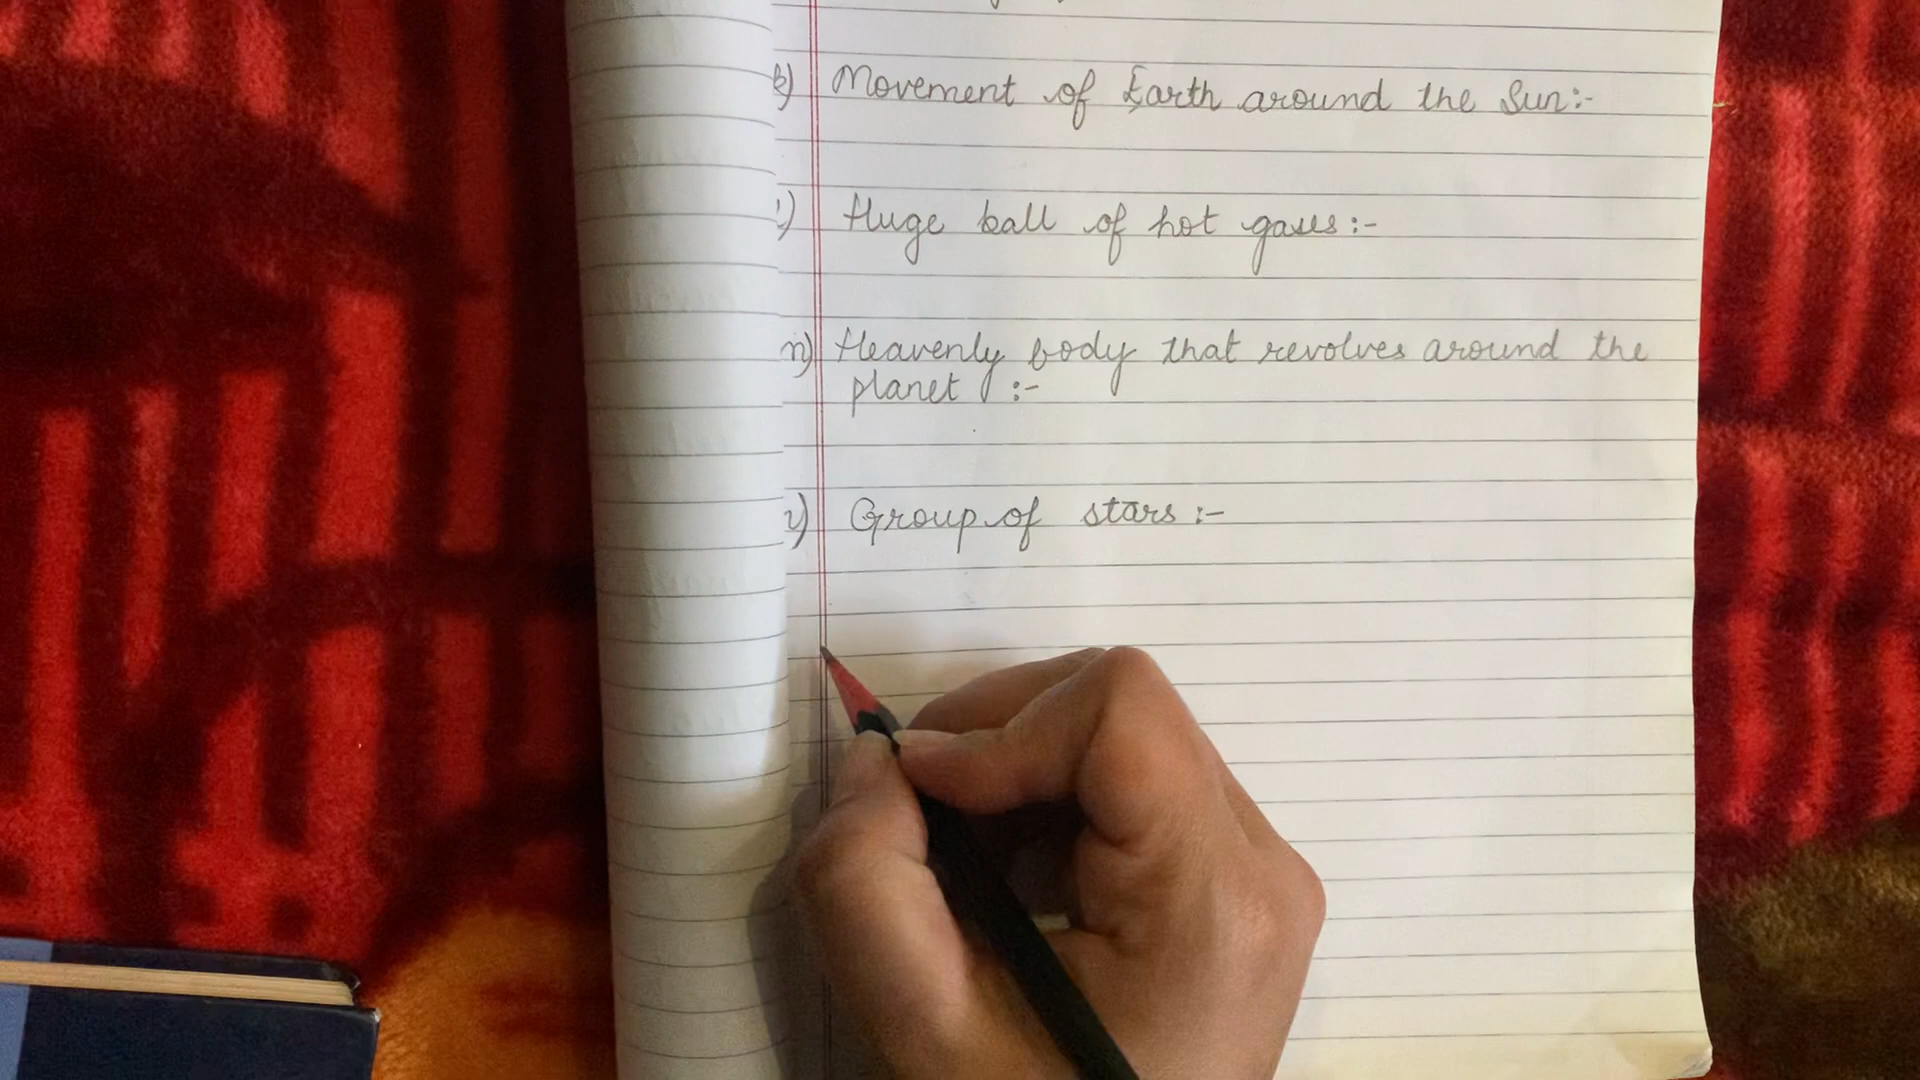 b) Movement of Earth around the Sun:-
i) Huge ball of hot gases:-
n) Heavenly body that revolves around the
planet :-
v) Group of stars :-